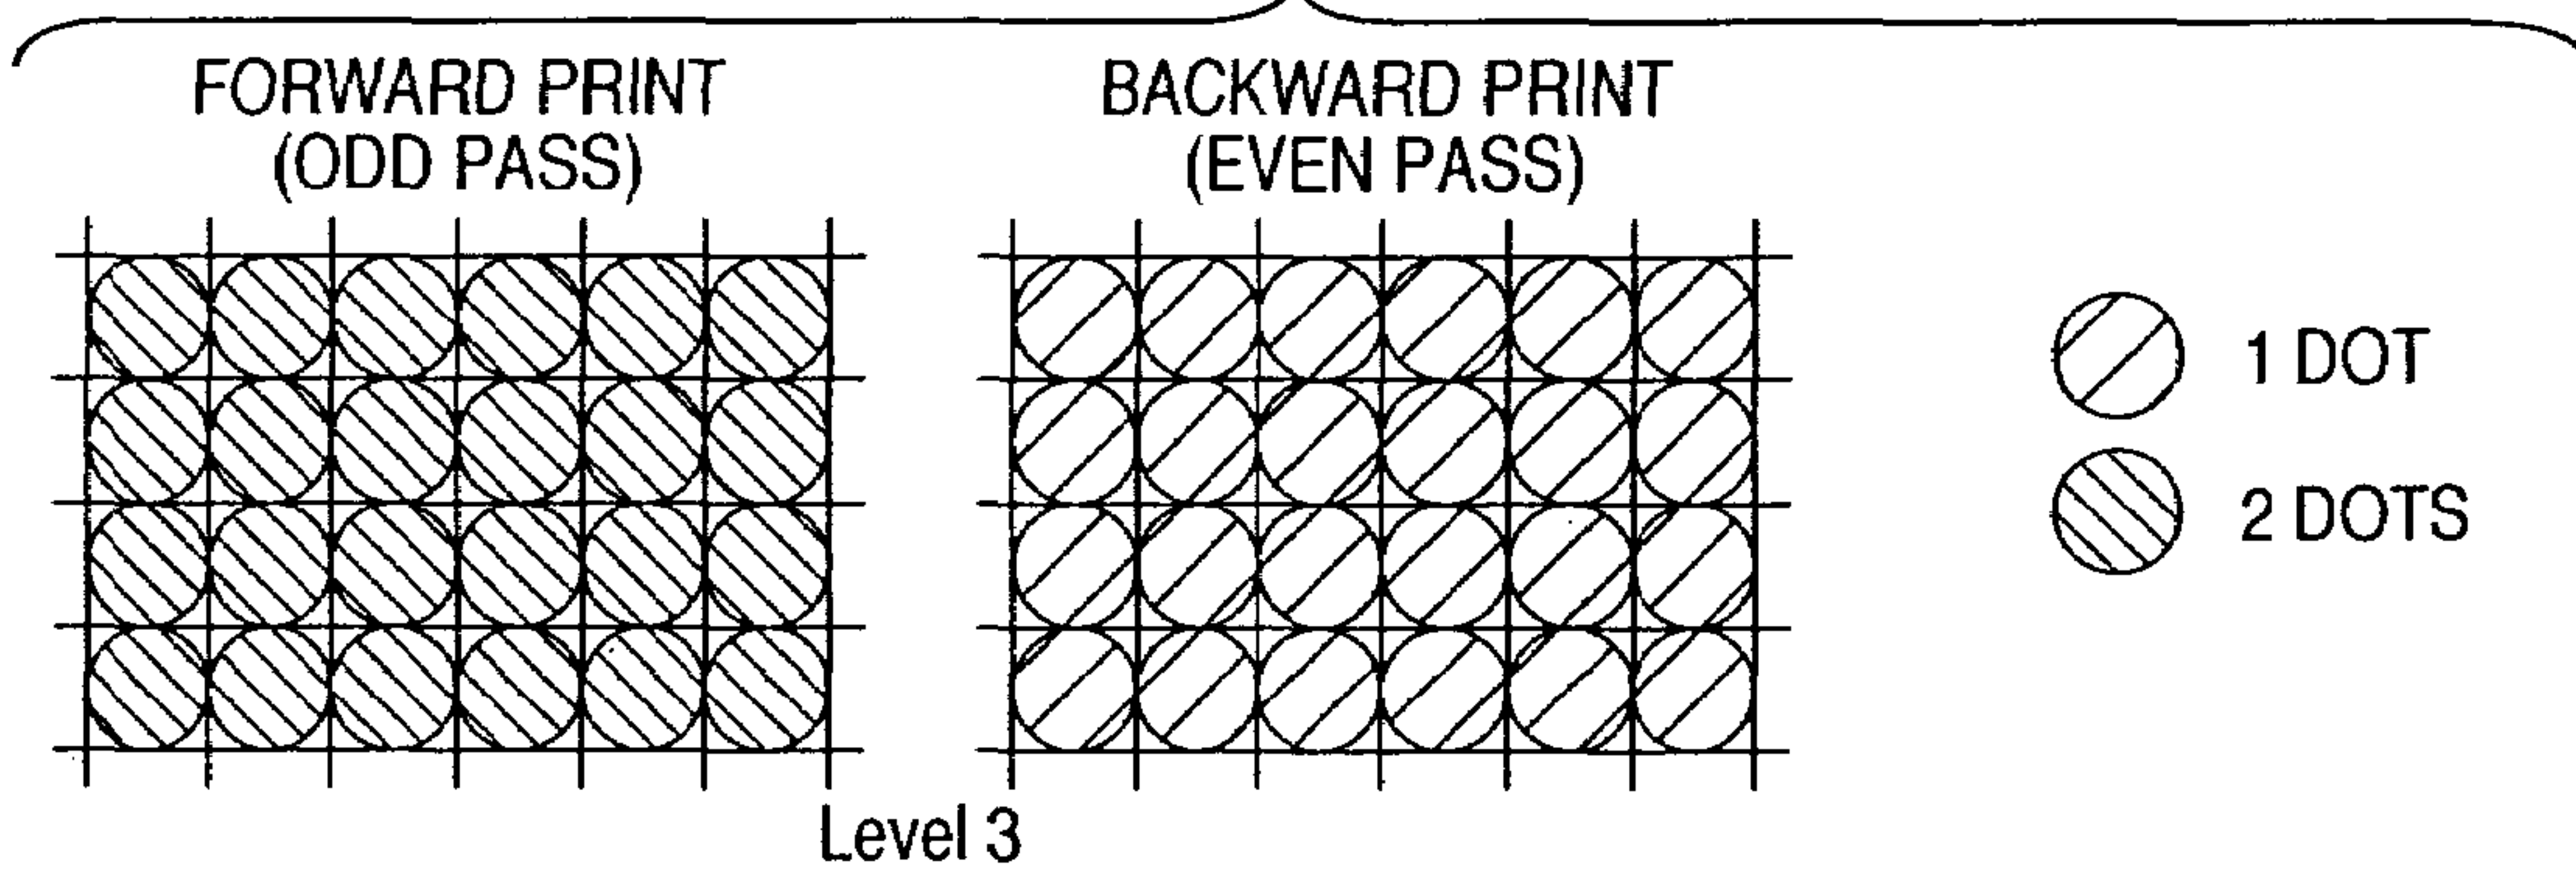 FORWARD PRINT
(ODD PASS)
BACKWARD PRINT
(EVEN PASS)
1 DOT
2 DOTS
Level 3